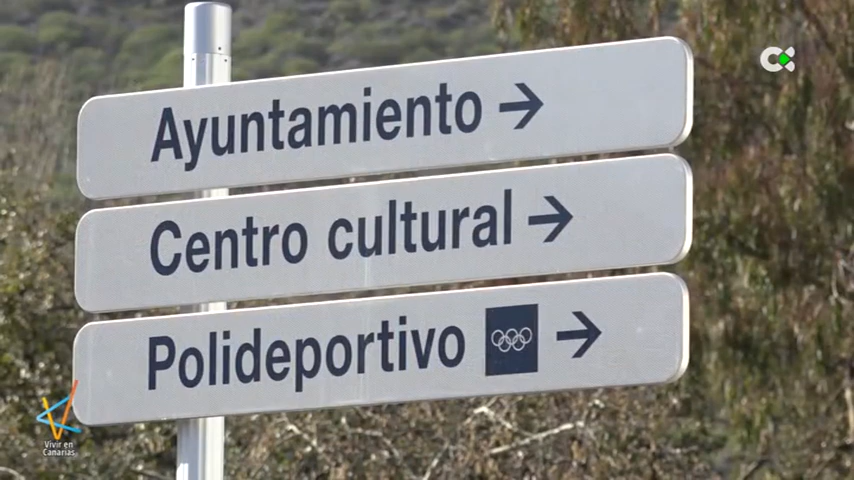 Ayuntamiento →
Centro cultural →
Polideportivo →
Vivir en
Canarias